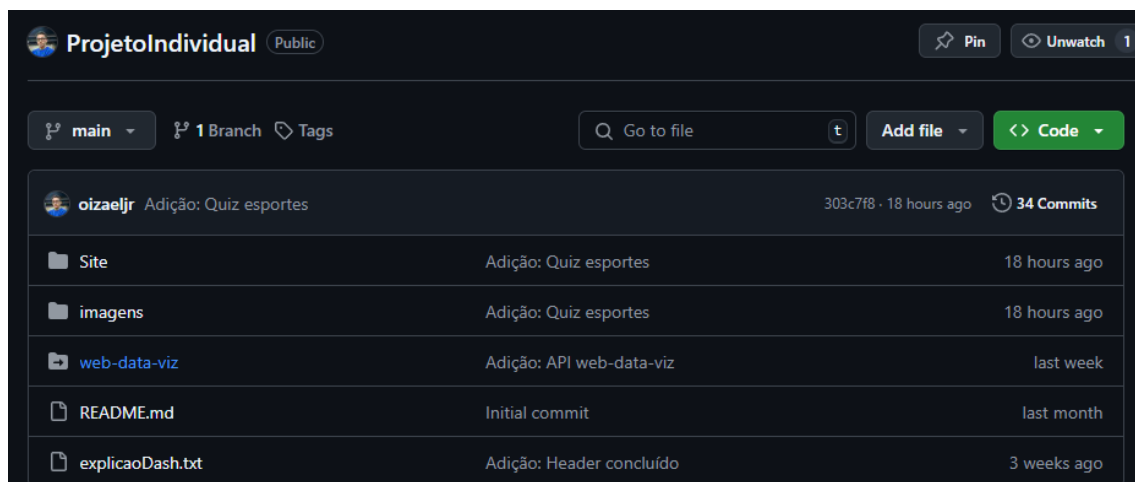 ProjetoIndividual Public Pin Unwatch 1
main 1 Branch Tags Go to file t Add file Code
oizaeljr Adição: Quiz esportes 303c7f8 · 18 hours ago 34 Commits
Site Adição: Quiz esportes 18 hours ago
imagens Adição: Quiz esportes 18 hours ago
web-data-viz Adição: API web-data-viz last week
README.md Initial commit last month
explicaoDash.txt Adição: Header concluído 3 weeks ago